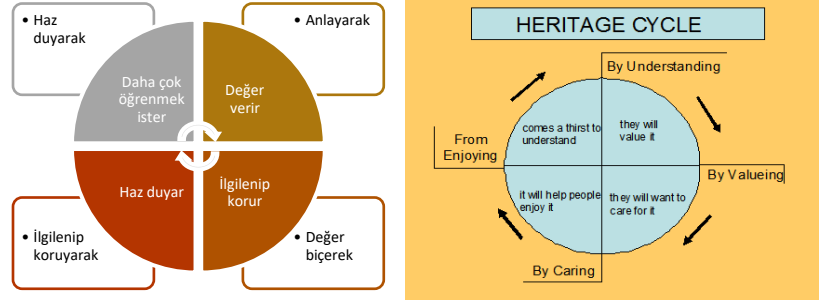 • Haz
duyarak
• Anlayarak
Daha çok
öğrenmek
ister
Değer
verir
Haz duyar
İlgilenip
korur
• İlgilenip
koruyarak
• Değer
biçerek
HERITAGE CYCLE
By Understanding
comes a thirst to
understand
they will
value it
From
Enjoying
By Valueing
it will help people
enjoy it
they will want to
care for it
By Caring